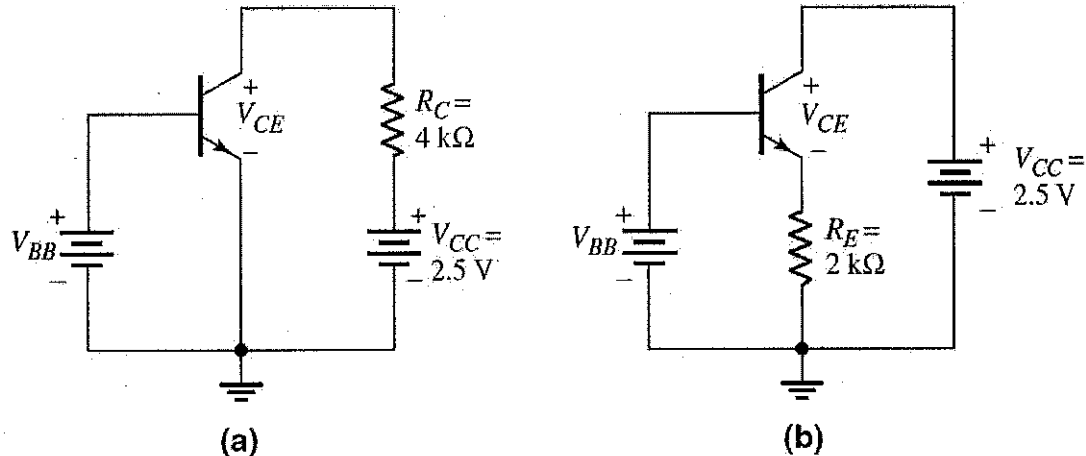 +
V_CE
−
R_C =
4 kΩ
+
V_BB
−
+
V_CC =
2.5 V
−
(a)
+
V_CE
−
+
V_CC =
2.5 V
−
+
V_BB
−
R_E =
2 kΩ
(b)